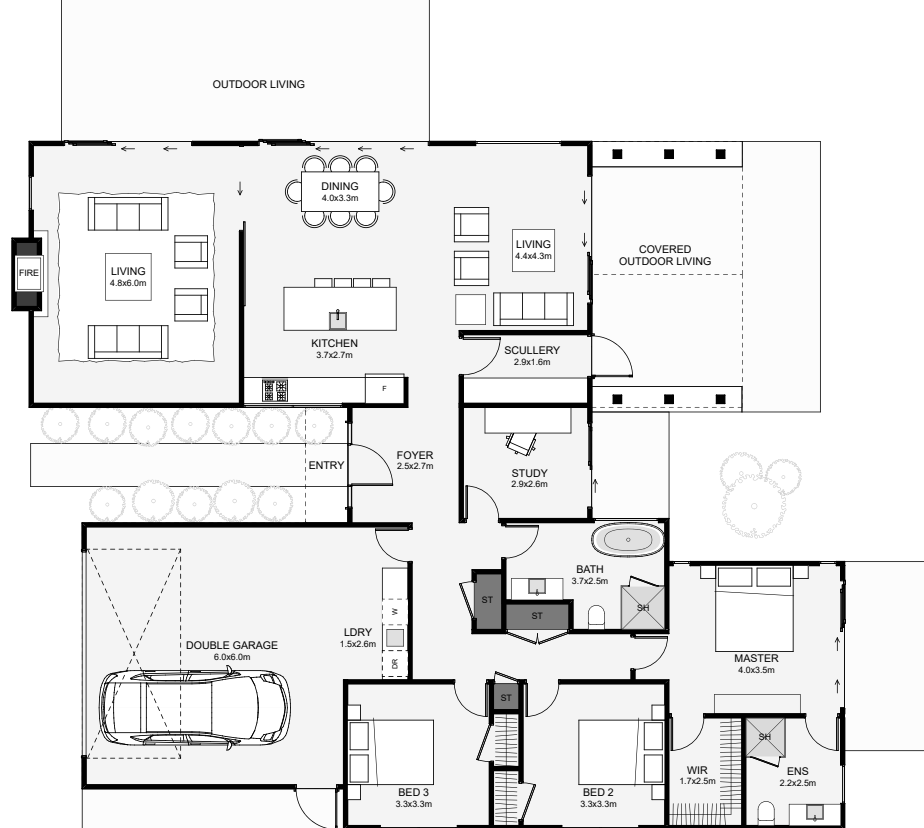 OUTDOOR LIVING
DINING
4.0x3.3m
LIVING
4.4x4.3m
COVERED
OUTDOOR LIVING
FIRE
LIVING
4.8x6.0m
KITCHEN
3.7x2.7m
SCULLERY
2.9x1.6m
F
ENTRY
FOYER
2.5x2.7m
STUDY
2.9x2.6m
BATH
3.7x2.5m
ST
ST
SH
W
LDRY
1.5x2.6m
DR
DOUBLE GARAGE
6.0x6.0m
MASTER
4.0x3.5m
ST
SH
BED 3
3.3x3.3m
BED 2
3.3x3.3m
WIR
1.7x2.5m
ENS
2.2x2.5m